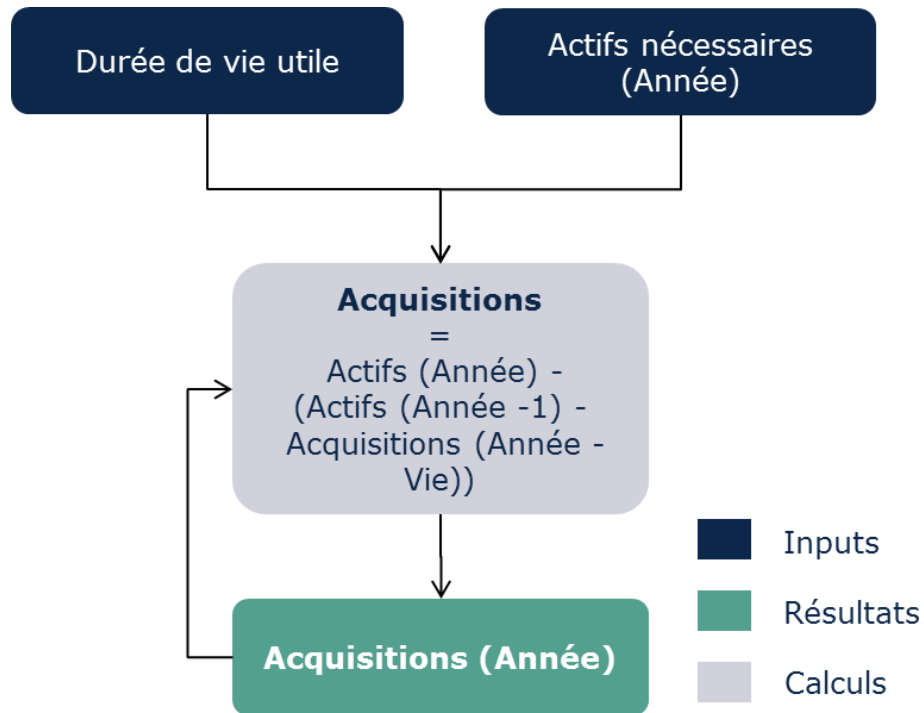 Durée de vie utile
Actifs nécessaires
(Année)
Acquisitions
=
Actifs (Année) -
(Actifs (Année -1) -
Acquisitions (Année -
Vie))
Acquisitions (Année)
Inputs
Résultats
Calculs